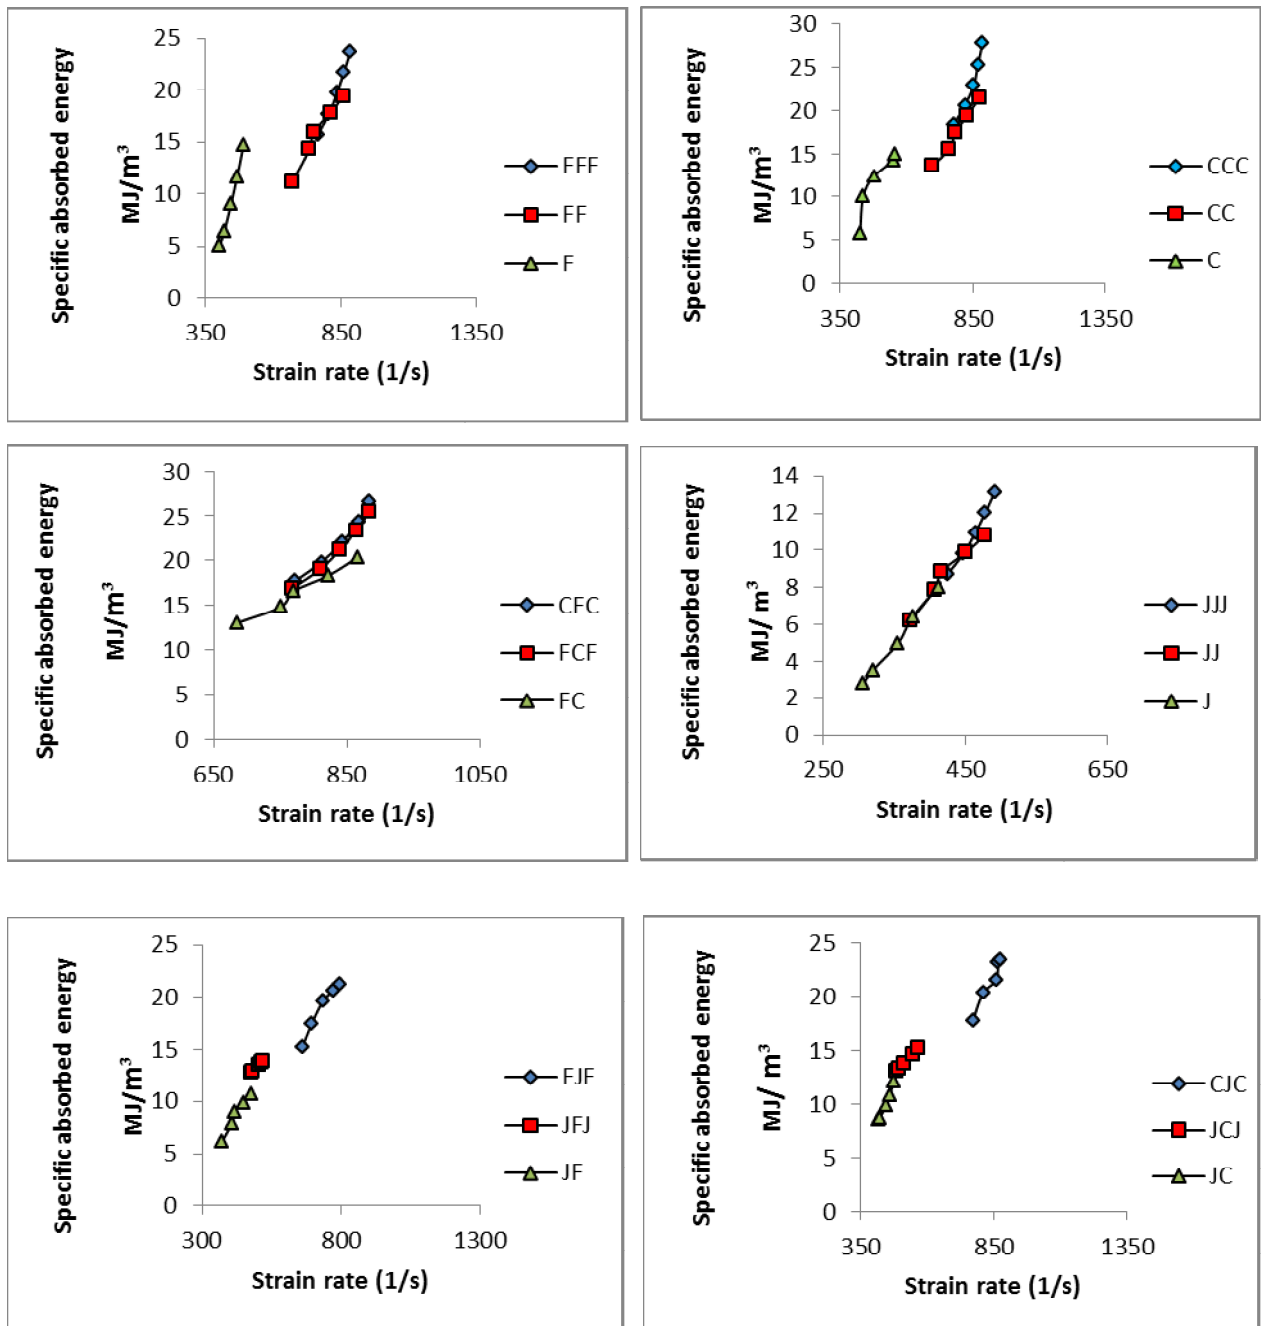 Specific absorbed energy
MJ/m³
25
20
15
10
5
0
350 850 1350
Strain rate (1/s)
FFF
FF
F
Specific absorbed energy
MJ/m³
30
25
20
15
10
5
0
350 850 1350
Strain rate (1/s)
CCC
CC
C
Specific absorbed energy
MJ/m³
30
25
20
15
10
5
0
650 850 1050
Strain rate (1/s)
CFC
FCF
FC
Specific absorbed energy
MJ/ m³
14
12
10
8
6
4
2
0
250 450 650
Strain rate (1/s)
JJJ
JJ
J
Specific absorbed energy
MJ/m³
25
20
15
10
5
0
300 800 1300
Strain rate (1/s)
FJF
JFJ
JF
Specific absorbed energy
MJ/ m³
25
20
15
10
5
0
350 850 1350
Strain rate (1/s)
CJC
JCJ
JC